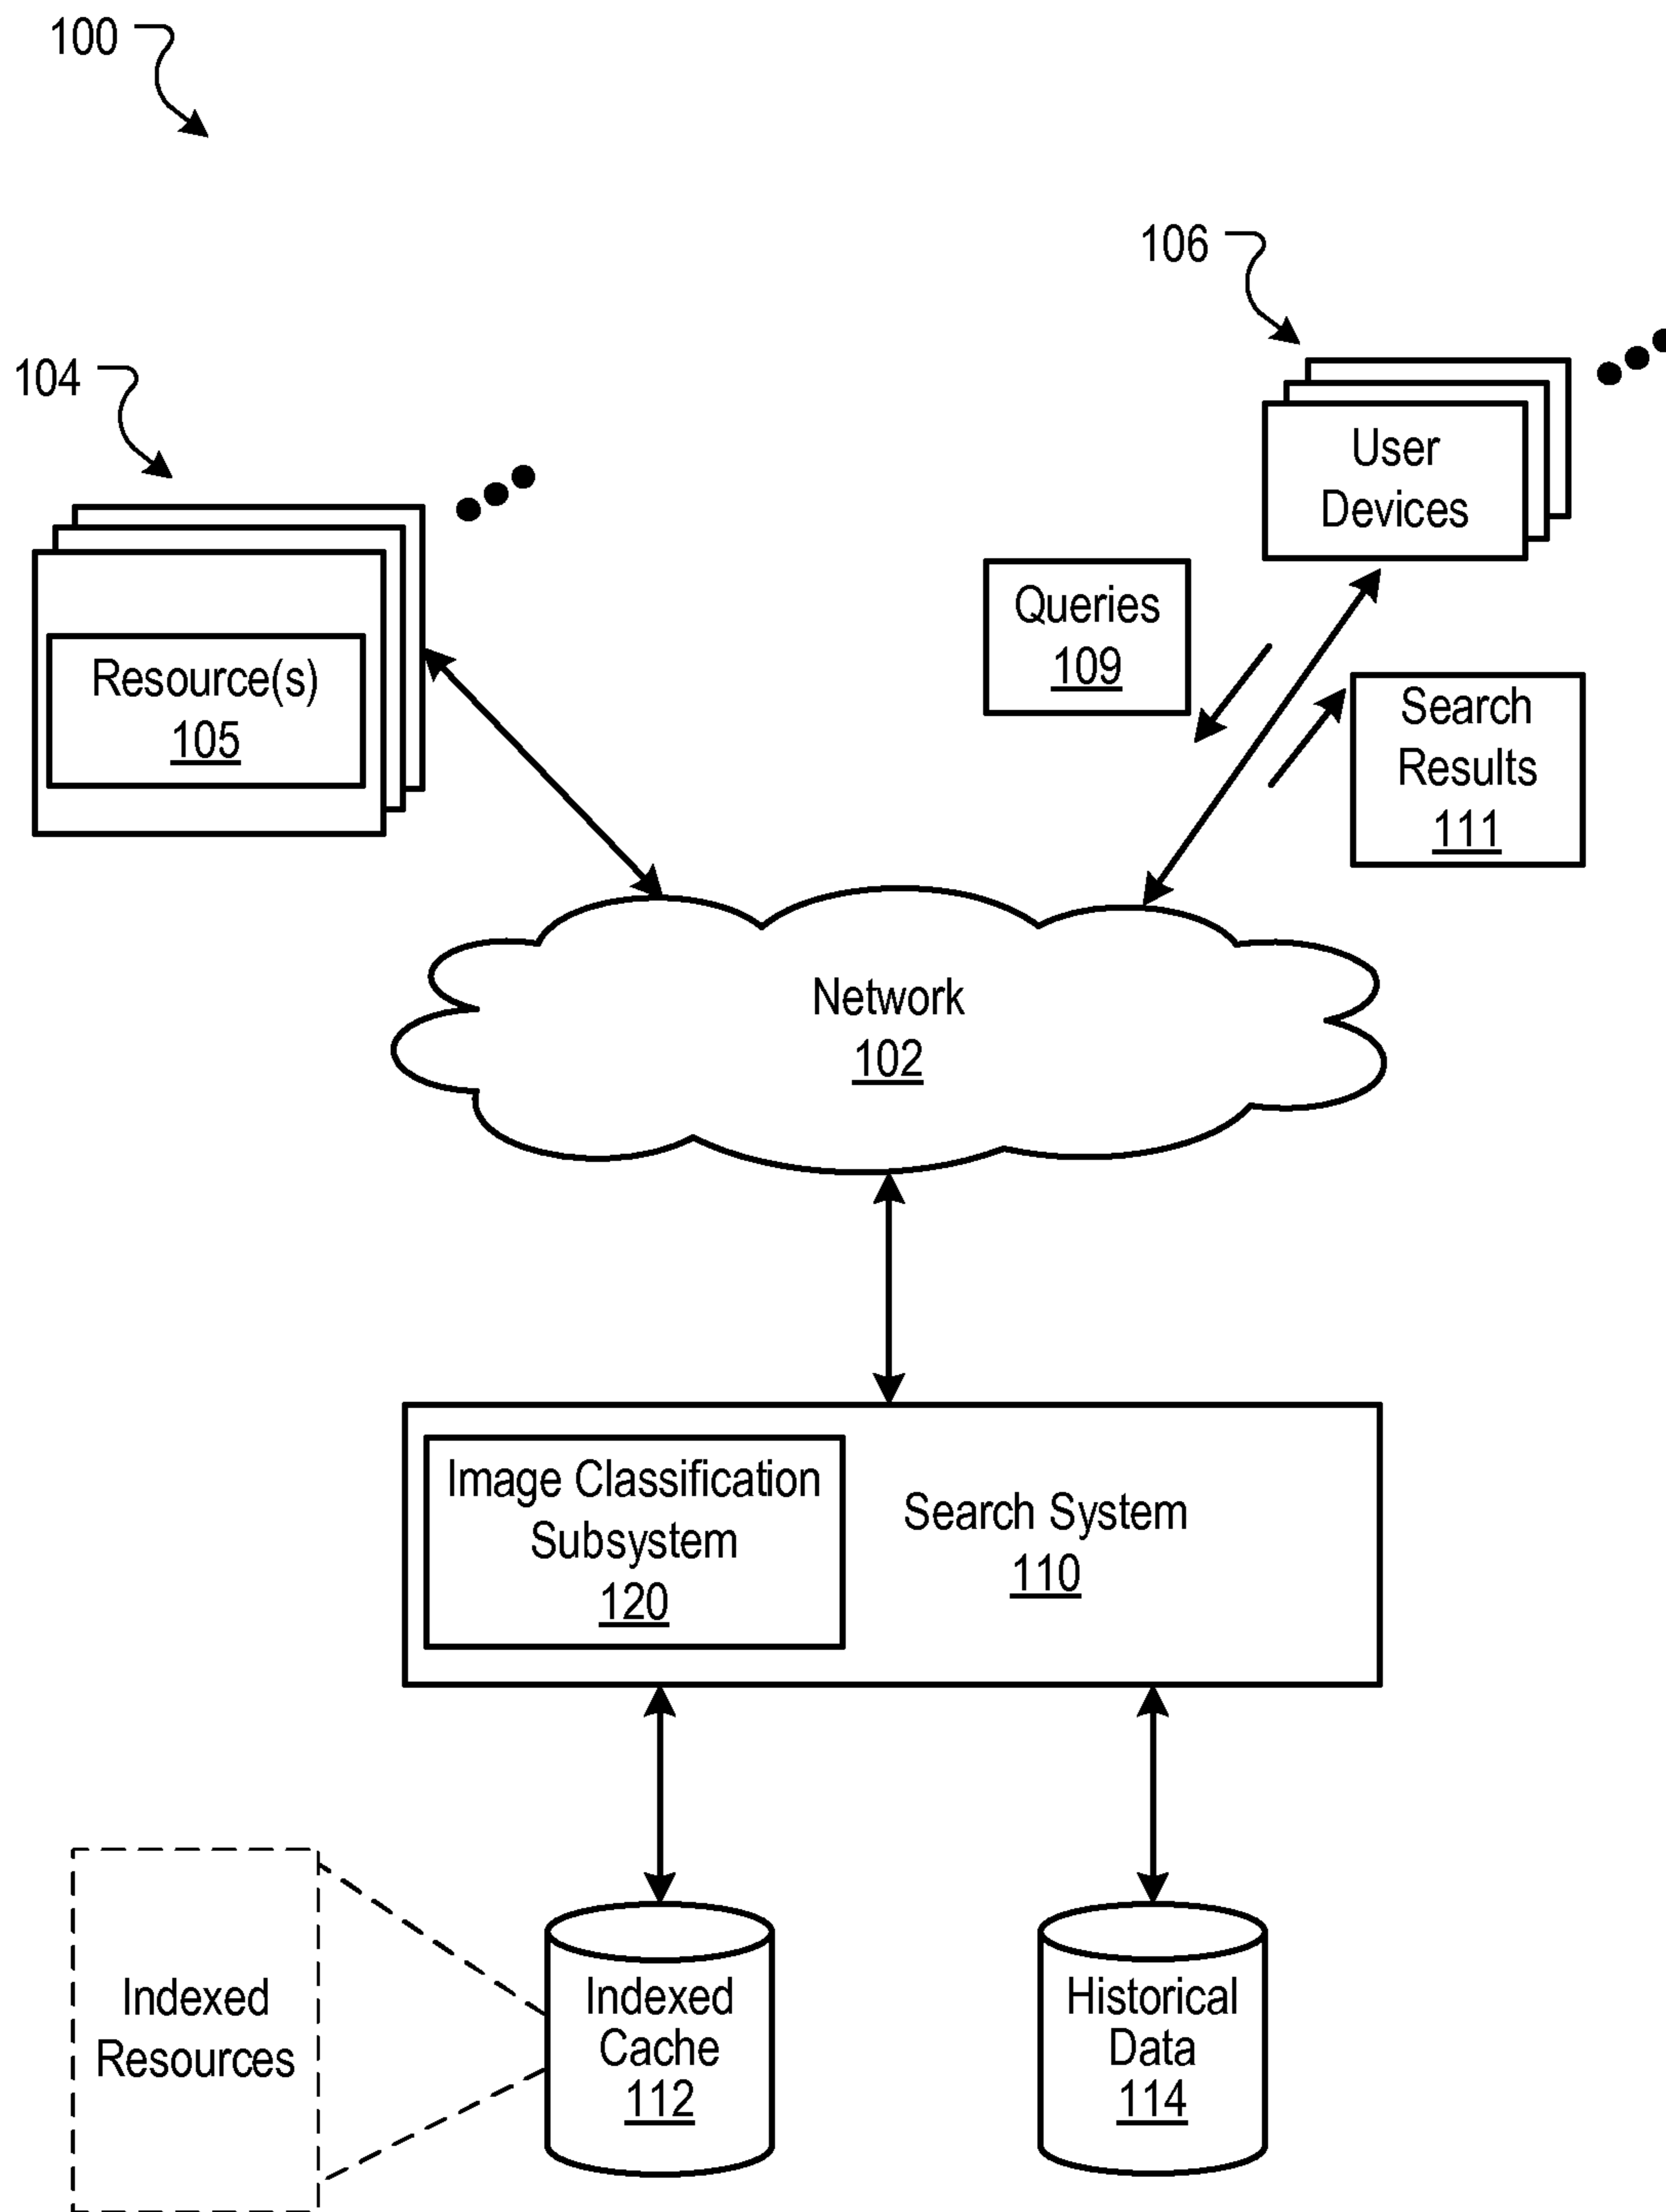 100
106
104
User
Devices
Queries
109
Resource(s)
105
Search
Results
111
Network
102
Image Classification
Subsystem
120
Search System
110
Indexed
Resources
Indexed
Cache
112
Historical
Data
114